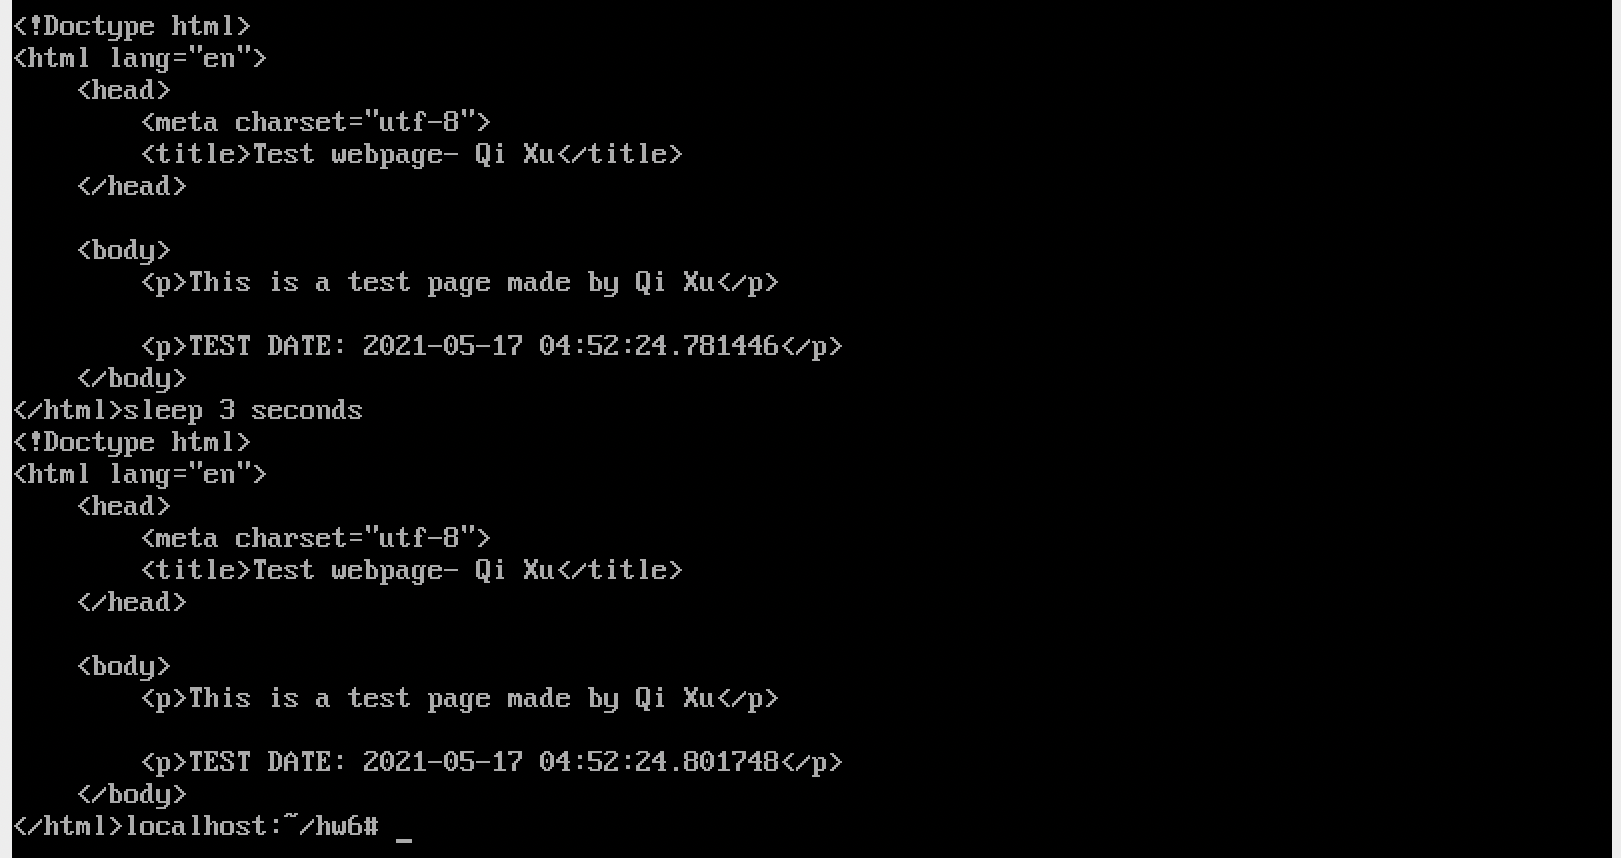 <!Doctype html>
<html lang="en">
    <head>
        <meta charset="utf-8">
        <title>Test webpage- Qi Xu</title>
    </head>

    <body>
        <p>This is a test page made by Qi Xu</p>

        <p>TEST DATE: 2021-05-17 04:52:24.781446</p>
    </body>
</html>sleep 3 seconds
<!Doctype html>
<html lang="en">
    <head>
        <meta charset="utf-8">
        <title>Test webpage- Qi Xu</title>
    </head>

    <body>
        <p>This is a test page made by Qi Xu</p>

        <p>TEST DATE: 2021-05-17 04:52:24.801748</p>
    </body>
</html>localhost:~/hw6# _